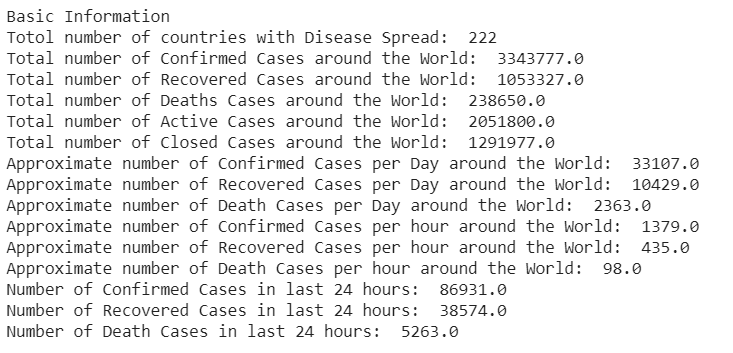 Basic Information
Totol number of countries with Disease Spread:  222
Total number of Confirmed Cases around the World:  3343777.0
Total number of Recovered Cases around the World:  1053327.0
Total number of Deaths Cases around the World:  238650.0
Total number of Active Cases around the World:  2051800.0
Total number of Closed Cases around the World:  1291977.0
Approximate number of Confirmed Cases per Day around the World:  33107.0
Approximate number of Recovered Cases per Day around the World:  10429.0
Approximate number of Death Cases per Day around the World:  2363.0
Approximate number of Confirmed Cases per hour around the World:  1379.0
Approximate number of Recovered Cases per hour around the World:  435.0
Approximate number of Death Cases per hour around the World:  98.0
Number of Confirmed Cases in last 24 hours:  86931.0
Number of Recovered Cases in last 24 hours:  38574.0
Number of Death Cases in last 24 hours:  5263.0